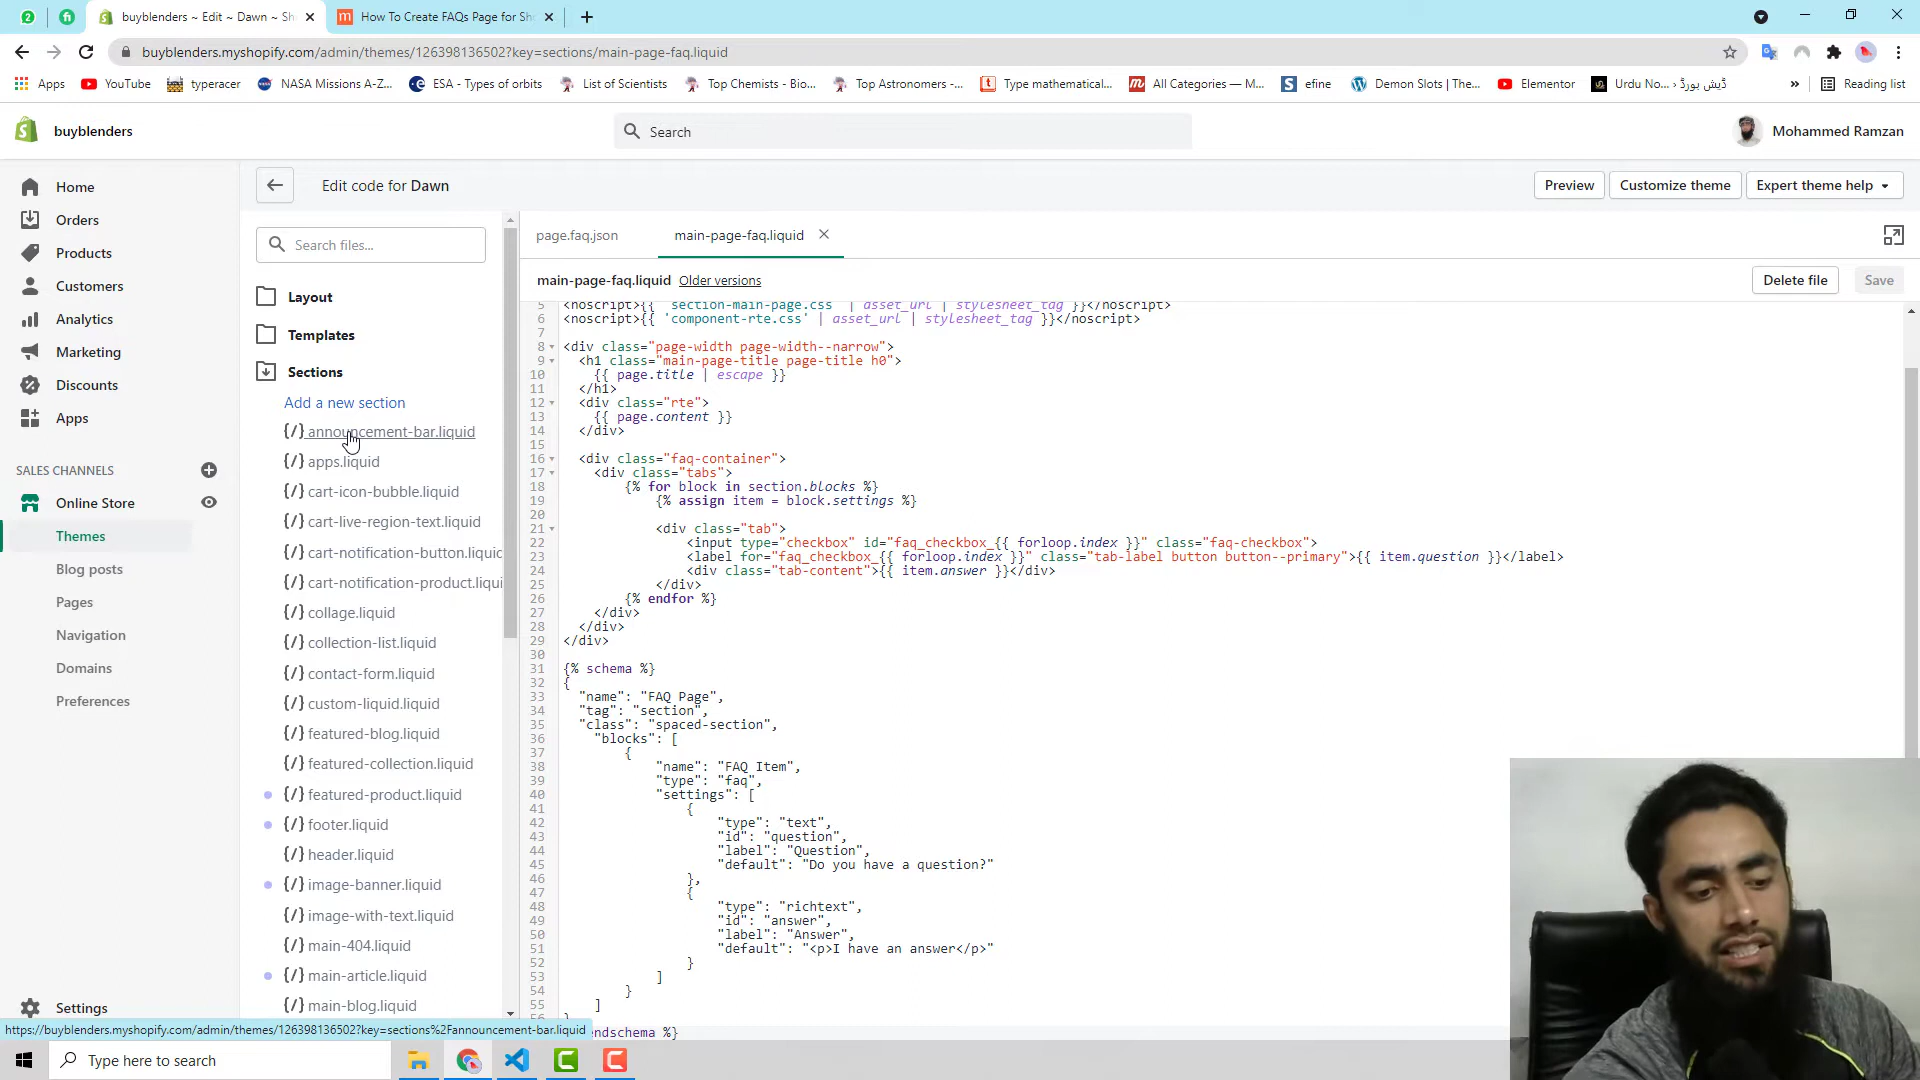 buyblenders ~ Edit ~ Dawn ~ Sh
How To Create FAQs Page for Sh
buyblenders.myshopify.com/admin/themes/126398136502?key=sections/main-page-faq.liquid
Apps YouTube typeracer NASA Missions A-Z... ESA - Types of orbits List of Scientists Top Chemists - Bio... Top Astronomers -... Type mathematical... All Categories — M... efine Demon Slots | The... Elementor Urdu No... ‹ ڈیش بورڈ » Reading list
buyblenders
Search
Mohammed Ramzan
Home
Orders
Products
Customers
Analytics
Marketing
Discounts
Apps
SALES CHANNELS
Online Store
Themes
Blog posts
Pages
Navigation
Domains
Preferences
Settings
Edit code for Dawn
Preview
Customize theme
Expert theme help
Search files...
Layout
Templates
Sections
Add a new section
{/} announcement-bar.liquid
{/} apps.liquid
{/} cart-icon-bubble.liquid
{/} cart-live-region-text.liquid
{/} cart-notification-button.liquid
{/} cart-notification-product.liqui
{/} collage.liquid
{/} collection-list.liquid
{/} contact-form.liquid
{/} custom-liquid.liquid
{/} featured-blog.liquid
{/} featured-collection.liquid
{/} featured-product.liquid
{/} footer.liquid
{/} header.liquid
{/} image-banner.liquid
{/} image-with-text.liquid
{/} main-404.liquid
{/} main-article.liquid
{/} main-blog.liquid
page.faq.json
main-page-faq.liquid
main-page-faq.liquid Older versions
Delete file
Save
5 <noscript>{{ 'section-main-page.css' | asset_url | stylesheet_tag }}</noscript>
6 <noscript>{{ 'component-rte.css' | asset_url | stylesheet_tag }}</noscript>
7
8 <div class="page-width page-width--narrow">
9 <h1 class="main-page-title page-title h0">
10 {{ page.title | escape }}
11 </h1>
12 <div class="rte">
13 {{ page.content }}
14 </div>
15
16 <div class="faq-container">
17 <div class="tabs">
18 {% for block in section.blocks %}
19 {% assign item = block.settings %}
20
21 <div class="tab">
22 <input type="checkbox" id="faq_checkbox_{{ forloop.index }}" class="faq-checkbox">
23 <label for="faq_checkbox_{{ forloop.index }}" class="tab-label button button--primary">{{ item.question }}</label>
24 <div class="tab-content">{{ item.answer }}</div>
25 </div>
26 {% endfor %}
27 </div>
28 </div>
29 </div>
30
31 {% schema %}
32 {
33 "name": "FAQ Page",
34 "tag": "section",
35 "class": "spaced-section",
36 "blocks": [
37 {
38 "name": "FAQ Item",
39 "type": "faq",
40 "settings": [
41 {
42 "type": "text",
43 "id": "question",
44 "label": "Question",
45 "default": "Do you have a question?"
46 },
47 {
48 "type": "richtext",
49 "id": "answer",
50 "label": "Answer",
51 "default": "<p>I have an answer</p>"
52 }
53 ]
54 }
55 ]
56 }
endschema %}
https://buyblenders.myshopify.com/admin/themes/126398136502?key=sections%2Fannouncement-bar.liquid
Type here to search